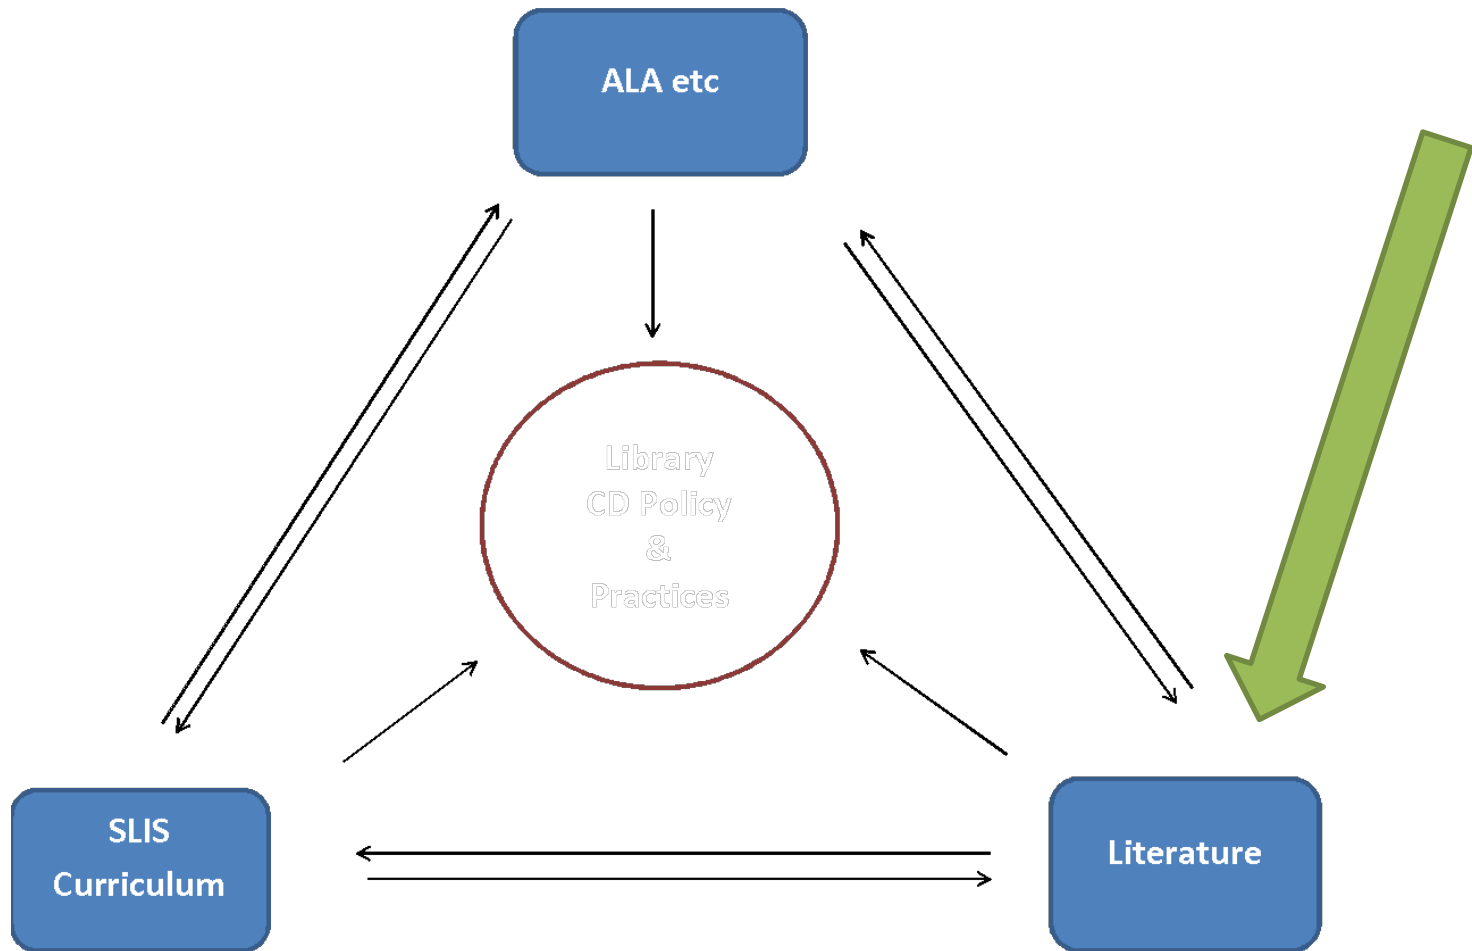 ALA etc
Library
CD Policy
&
Practices
SLIS
Curriculum
Literature